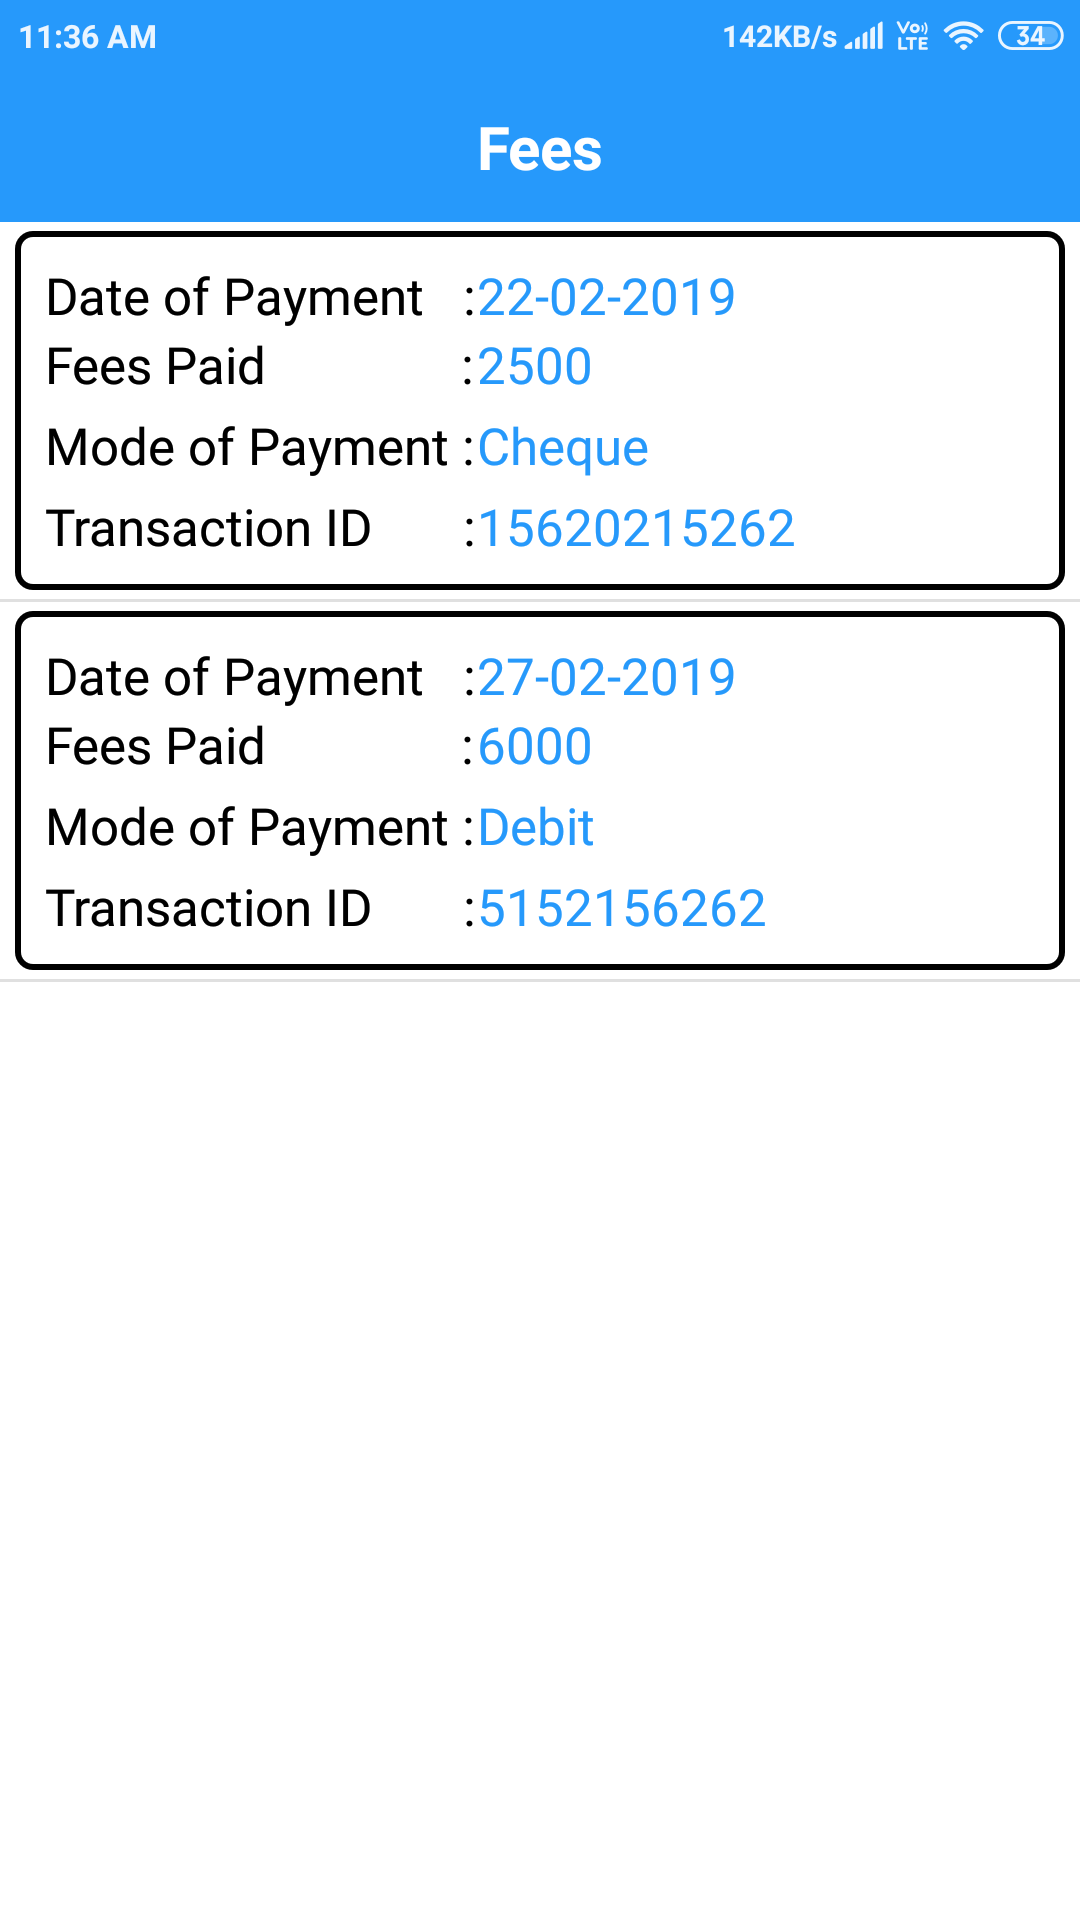 11:36 AM 142KB/s VoLTE 34
Fees
Date of Payment :22-02-2019
Fees Paid :2500
Mode of Payment :Cheque
Transaction ID :15620215262
Date of Payment :27-02-2019
Fees Paid :6000
Mode of Payment :Debit
Transaction ID :5152156262